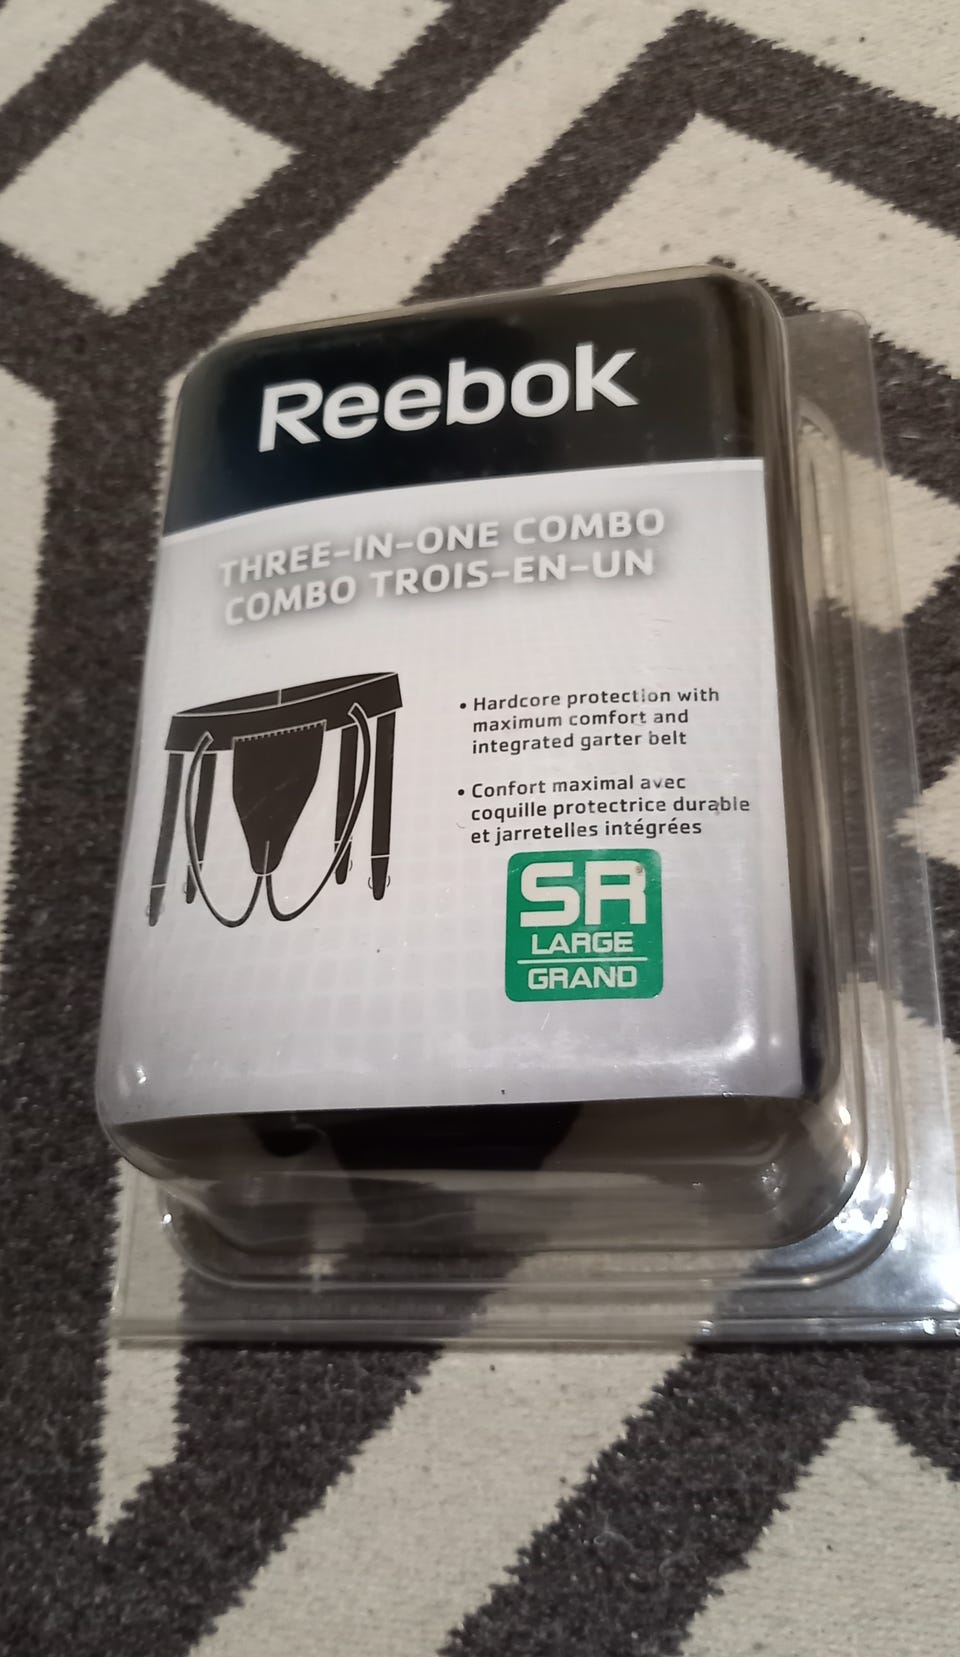 Reebok
THREE-IN-ONE COMBO
COMBO TROIS-EN-UN
• Hardcore protection with
maximum comfort and
integrated garter belt
• Confort maximal avec
coquille protectrice durable
et jarretelles intégrées
SR
LARGE
GRAND